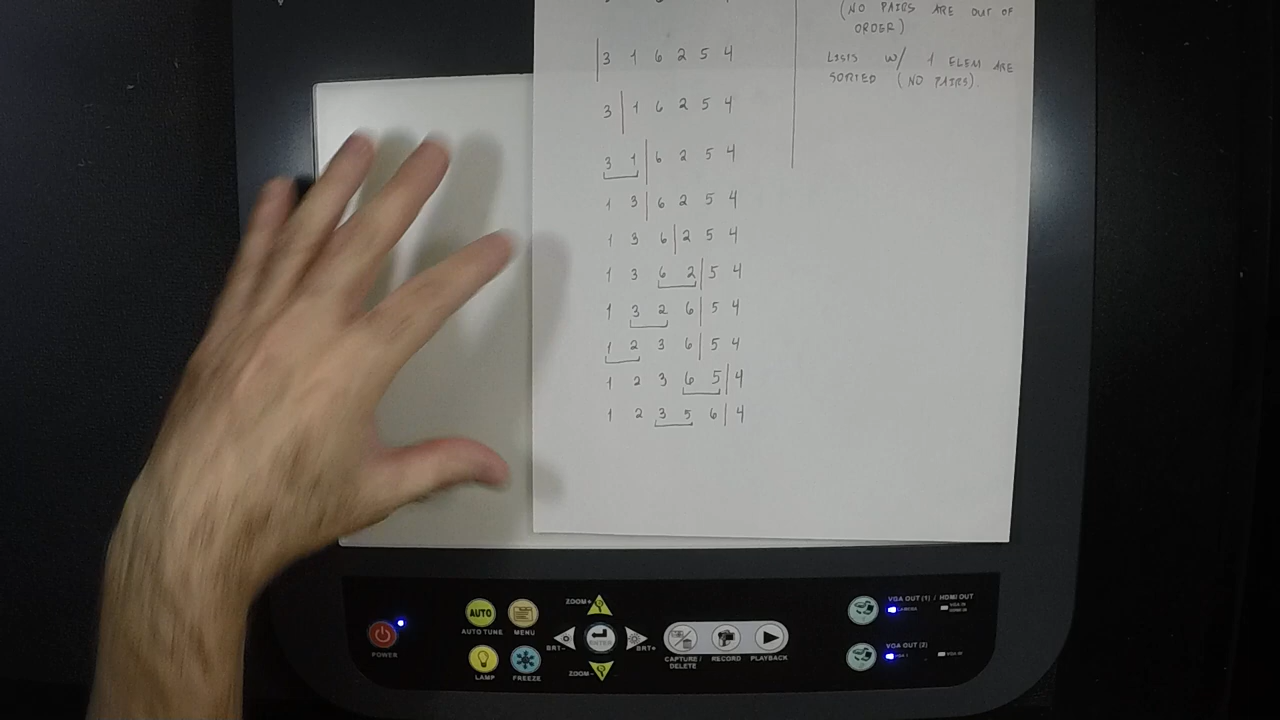 (NO PAIRS ARE OUT OF
ORDER)
LISTS W/ 1 ELEM ARE
SORTED (NO PAIRS).
|3 1 6 2 5 4
3|1 6 2 5 4
3 1|6 2 5 4
1 3|6 2 5 4
1 3 6|2 5 4
1 3 6 2|5 4
1 3 2 6|5 4
1 2 3 6|5 4
1 2 3 6 5|4
1 2 3 5 6|4
POWER
AUTO
AUTO TUNE
MENU
LAMP
FREEZE
ZOOM+
BRT-
ENTER
BRT+
ZOOM-
CAPTURE/
DELETE
RECORD
PLAYBACK
VGA OUT (1) / HDMI OUT
VGA OUT (2)